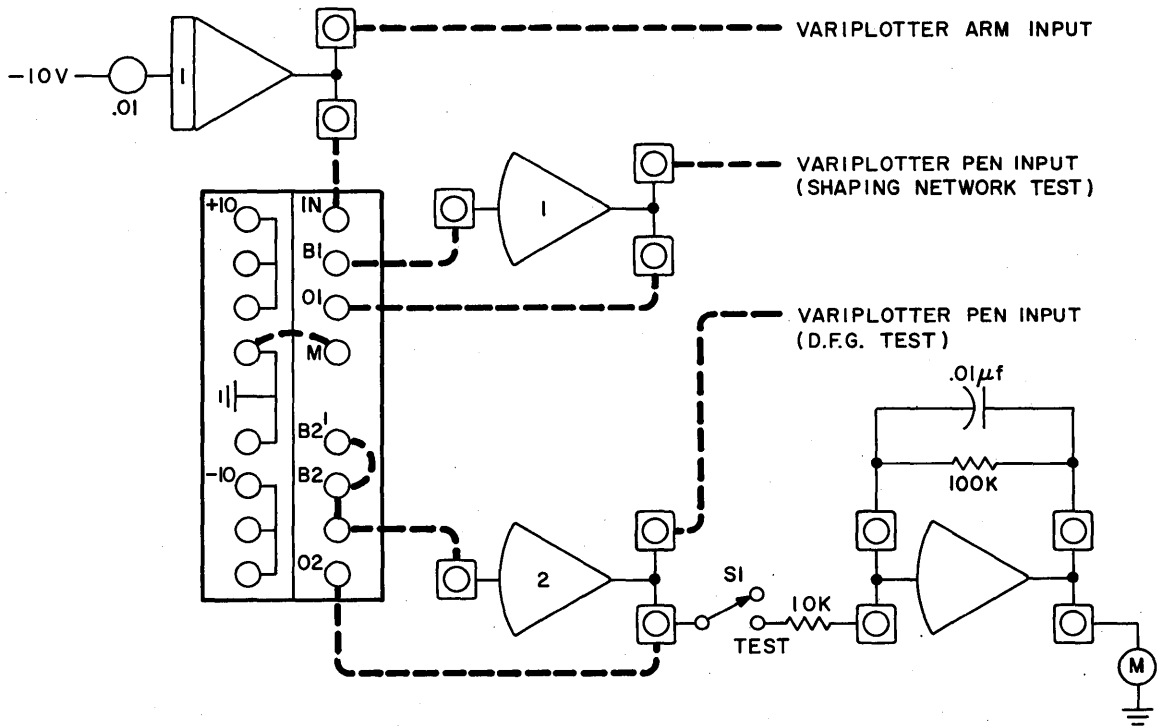 VARIPLOTTER ARM INPUT
-10V
.01
1
VARIPLOTTER PEN INPUT
(SHAPING NETWORK TEST)
1
+10
IN
B1
O1
M
B2'
B2
-10
O2
VARIPLOTTER PEN INPUT
(D.F.G. TEST)
.01µf
100K
2
S1
TEST
10K
M